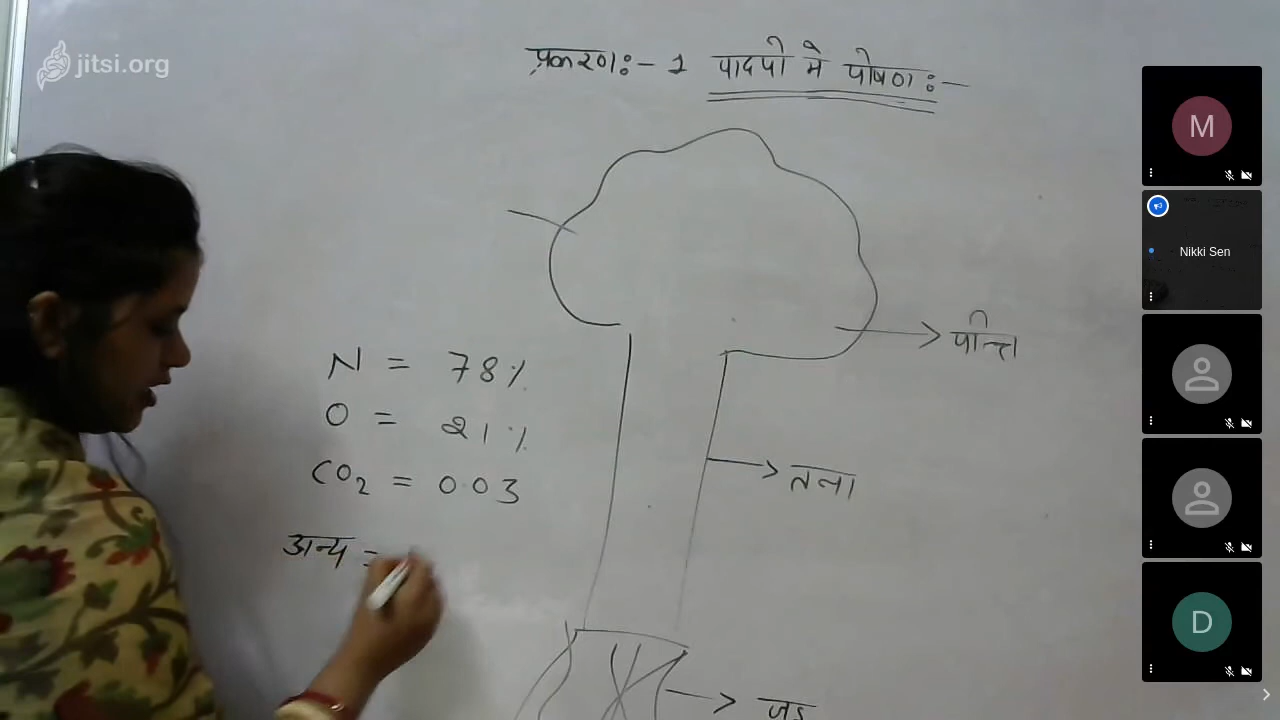 jitsi.org
प्रकरण:- 1 पादपो मे पोषण :-
M
Nikki Sen
पत्ति
N = 78%
O = 21%
CO₂ = 0.03
तना
अन्य =
जड
D